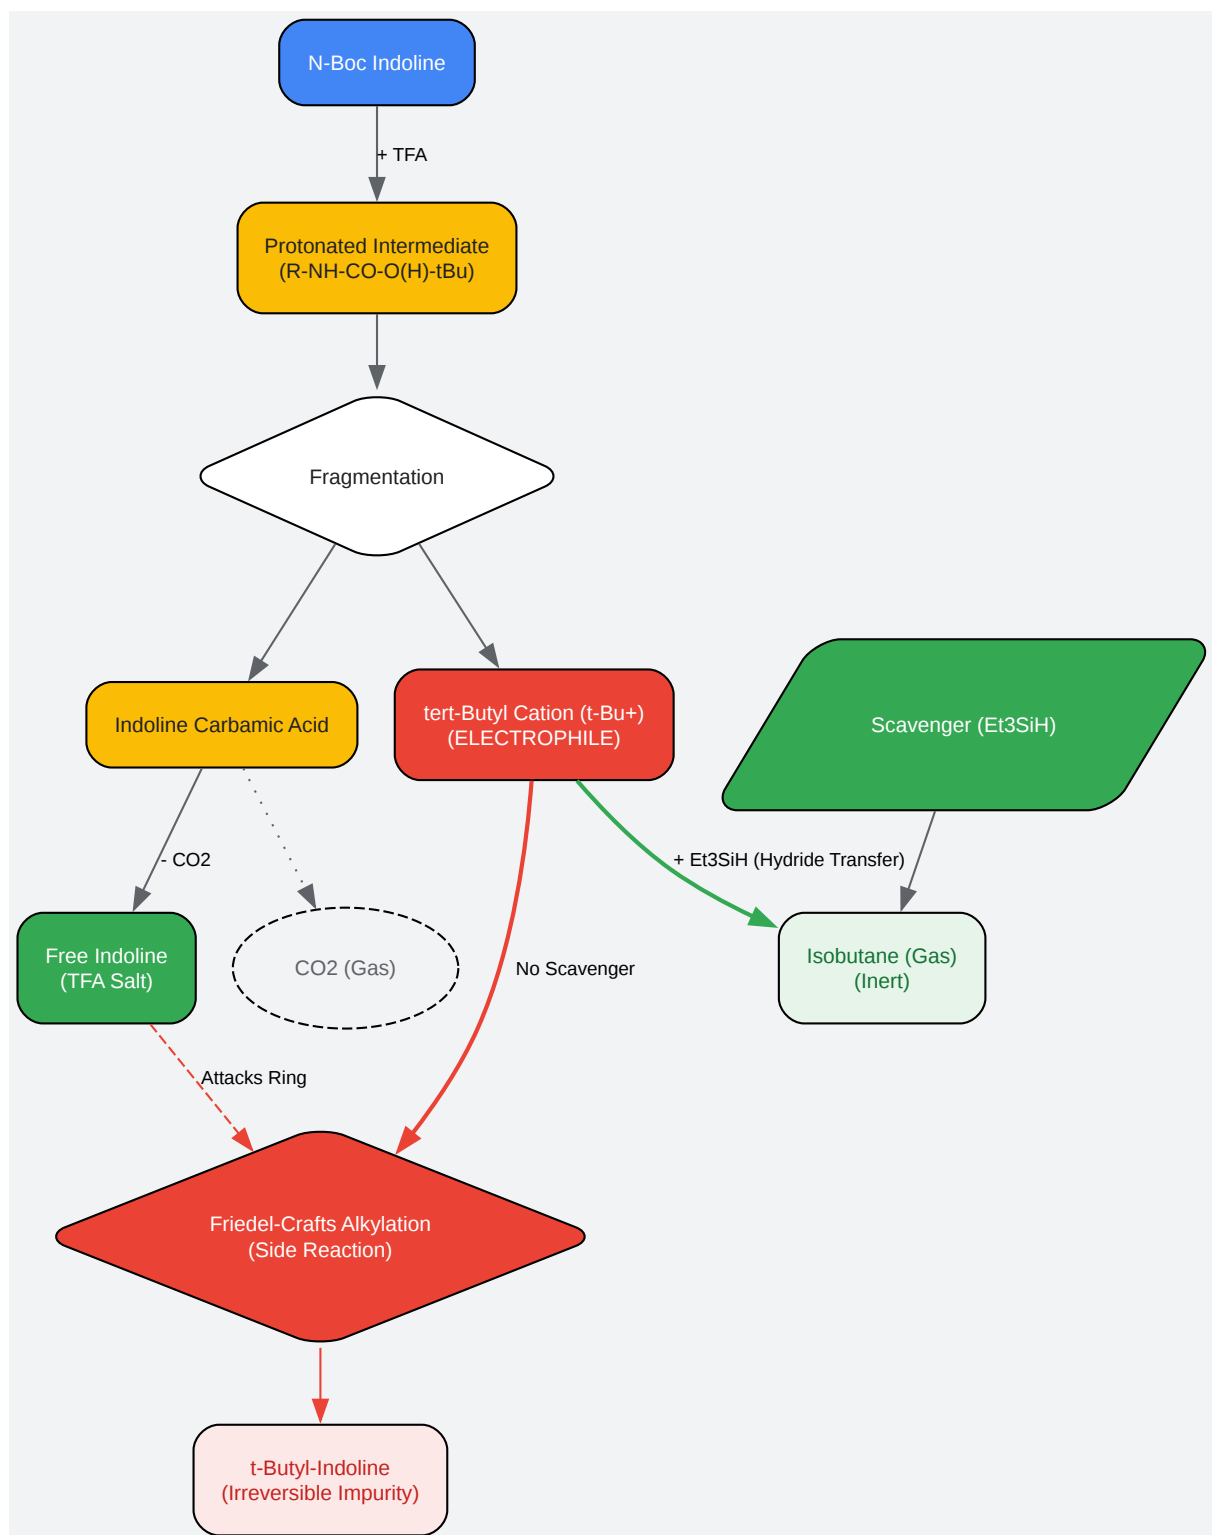 N-Boc Indoline
+ TFA
Protonated Intermediate
(R-NH-CO-O(H)-tBu)
Fragmentation
Indoline Carbamic Acid
tert-Butyl Cation (t-Bu+)
(ELECTROPHILE)
Scavenger (Et3SiH)
- CO2
+ Et3SiH (Hydride Transfer)
Free Indoline
(TFA Salt)
CO2 (Gas)
No Scavenger
Isobutane (Gas)
(Inert)
Attacks Ring
Friedel-Crafts Alkylation
(Side Reaction)
t-Butyl-Indoline
(Irreversible Impurity)